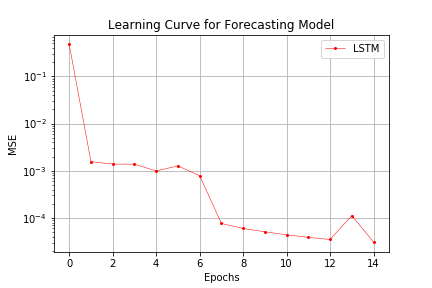 Learning Curve for Forecasting Model
LSTM
10⁻¹
10⁻²
10⁻³
10⁻⁴
MSE
0 2 4 6 8 10 12 14
Epochs